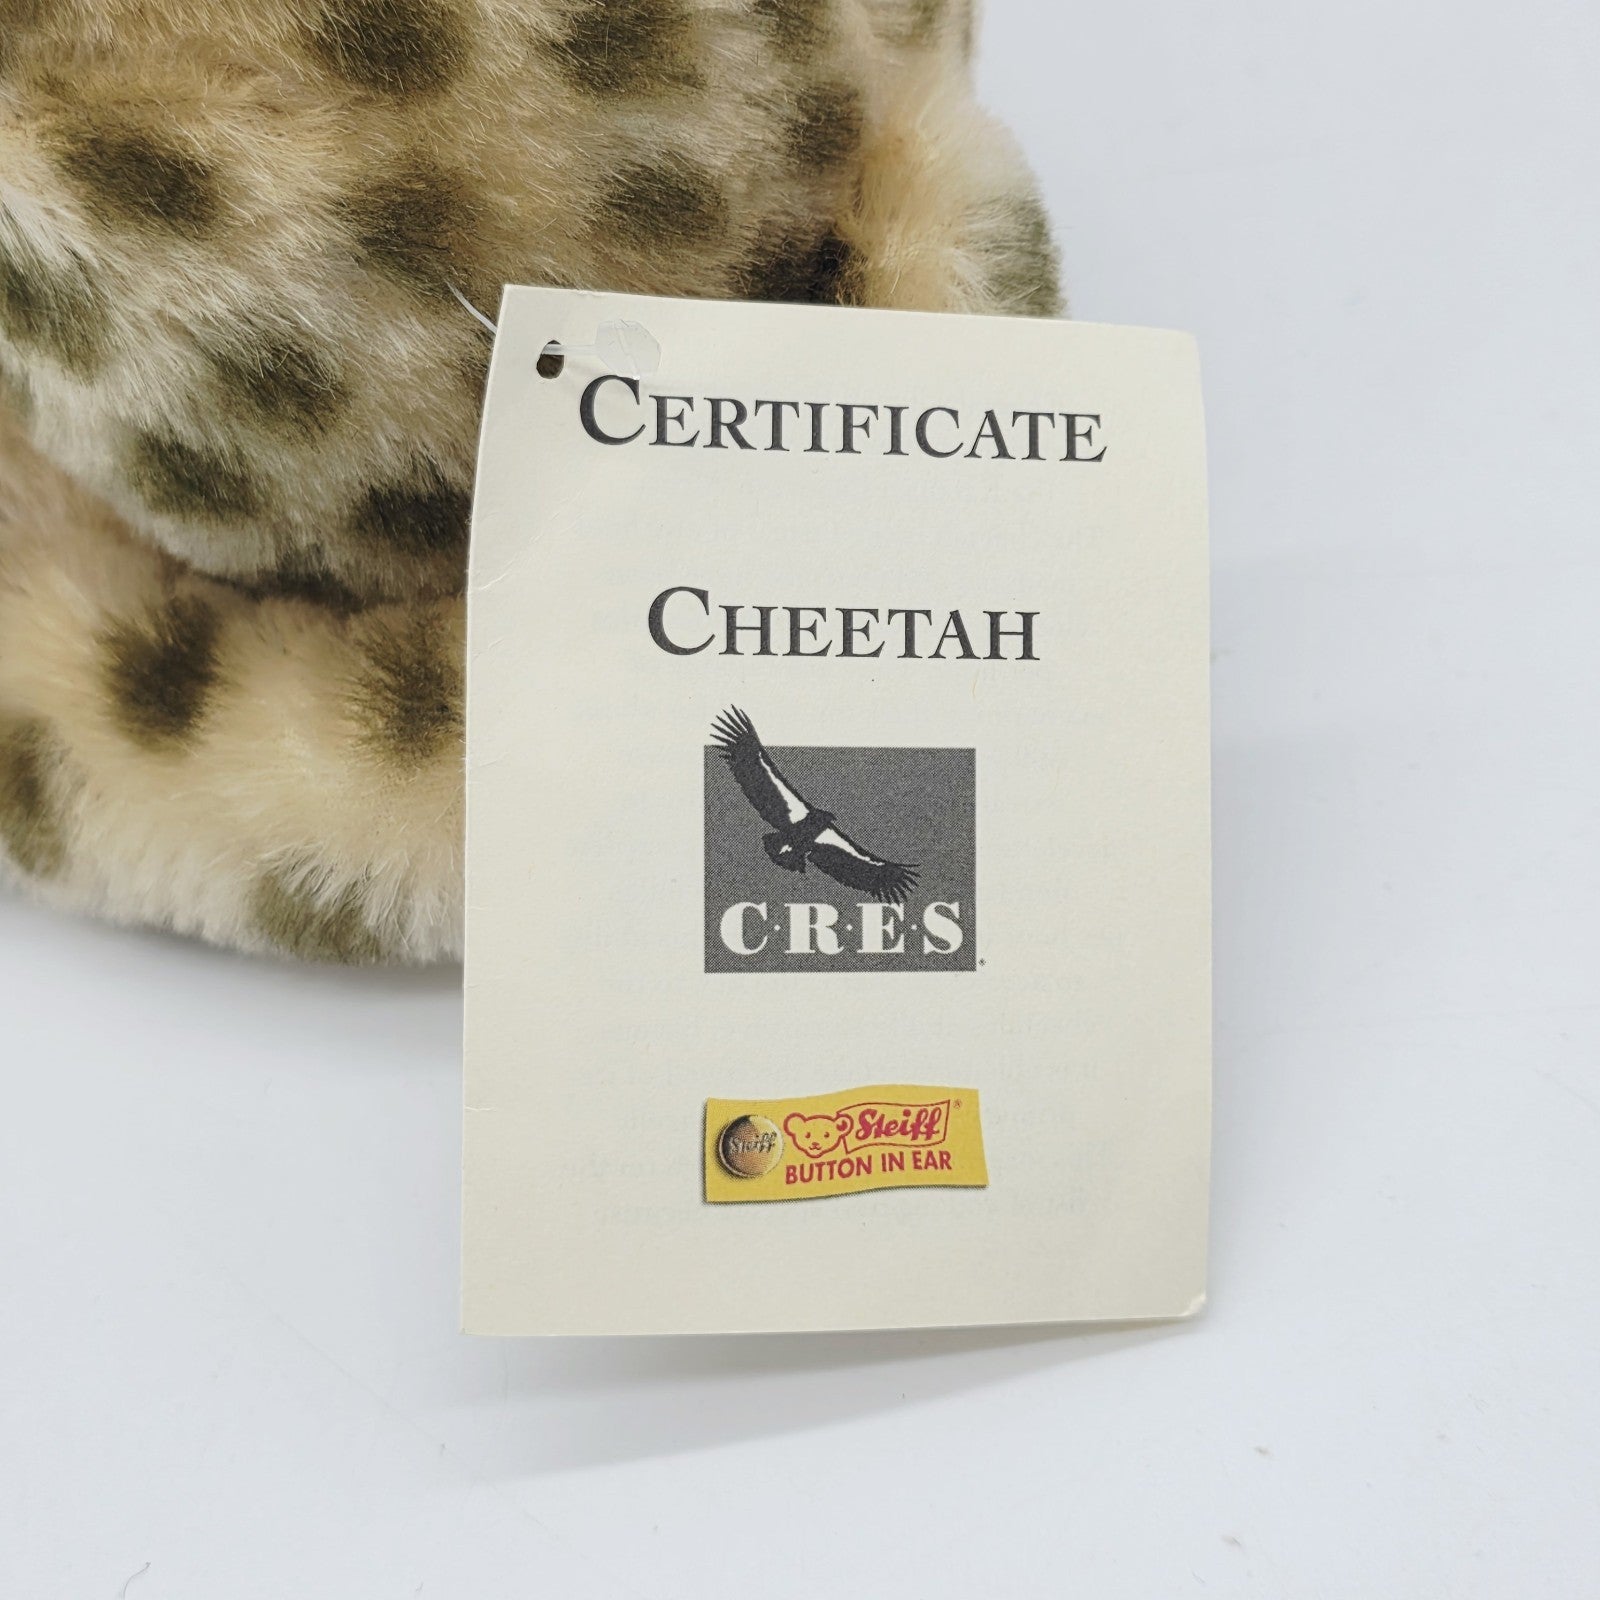 CERTIFICATE
CHEETAH
C·R·E·S
Steiff
Steiff®
BUTTON IN EAR